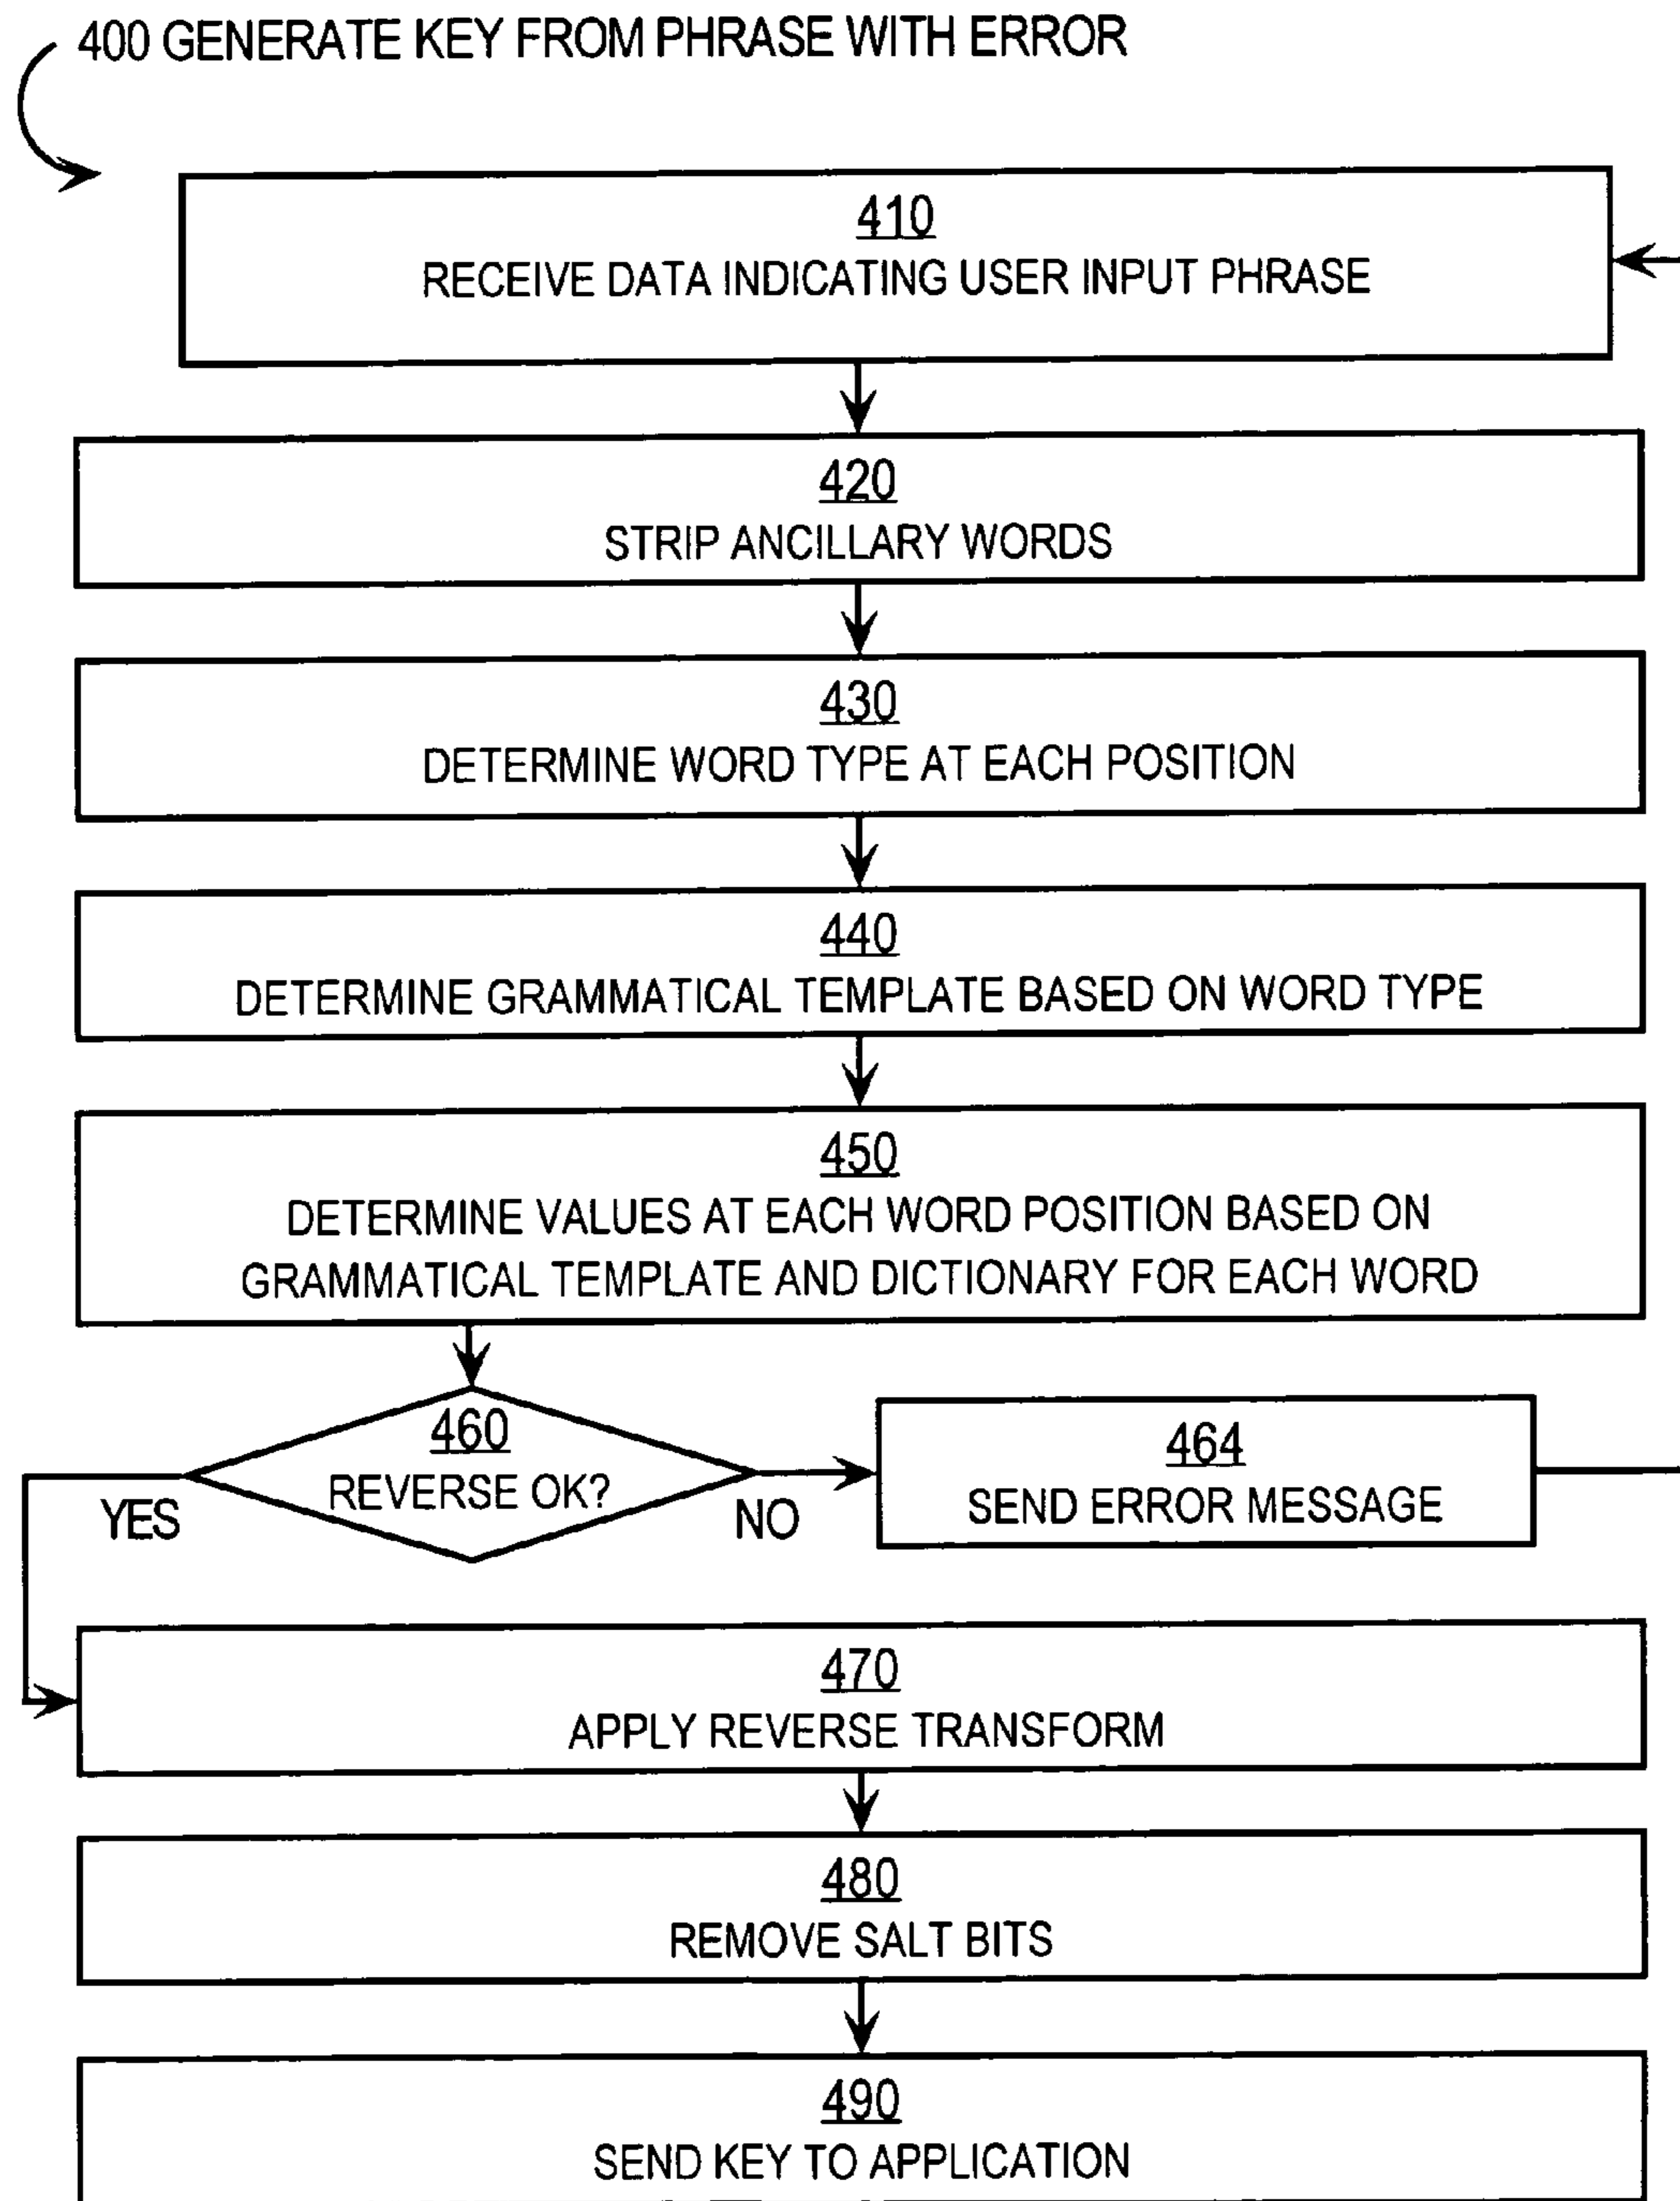 400 GENERATE KEY FROM PHRASE WITH ERROR
410
RECEIVE DATA INDICATING USER INPUT PHRASE
420
STRIP ANCILLARY WORDS
430
DETERMINE WORD TYPE AT EACH POSITION
440
DETERMINE GRAMMATICAL TEMPLATE BASED ON WORD TYPE
450
DETERMINE VALUES AT EACH WORD POSITION BASED ON
GRAMMATICAL TEMPLATE AND DICTIONARY FOR EACH WORD
460
REVERSE OK?
YES
NO
464
SEND ERROR MESSAGE
470
APPLY REVERSE TRANSFORM
480
REMOVE SALT BITS
490
SEND KEY TO APPLICATION